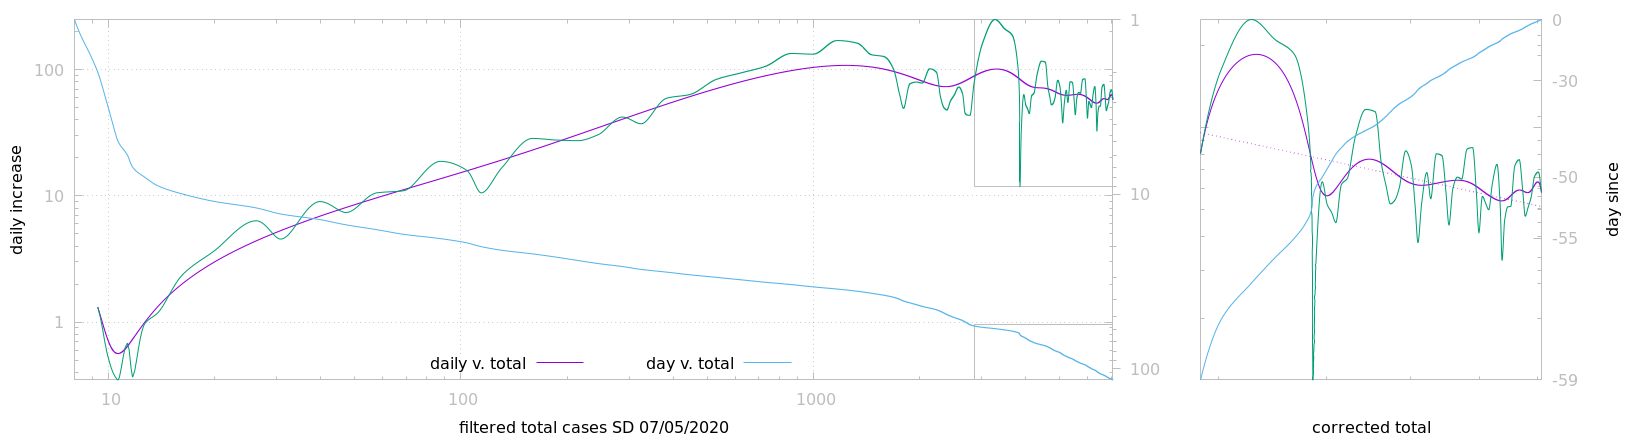 daily increase
100
10
1
10
100
1000
1
10
100
daily v. total
day v. total
filtered total cases SD 07/05/2020
0
-30
-50
-55
-59
day since
corrected total